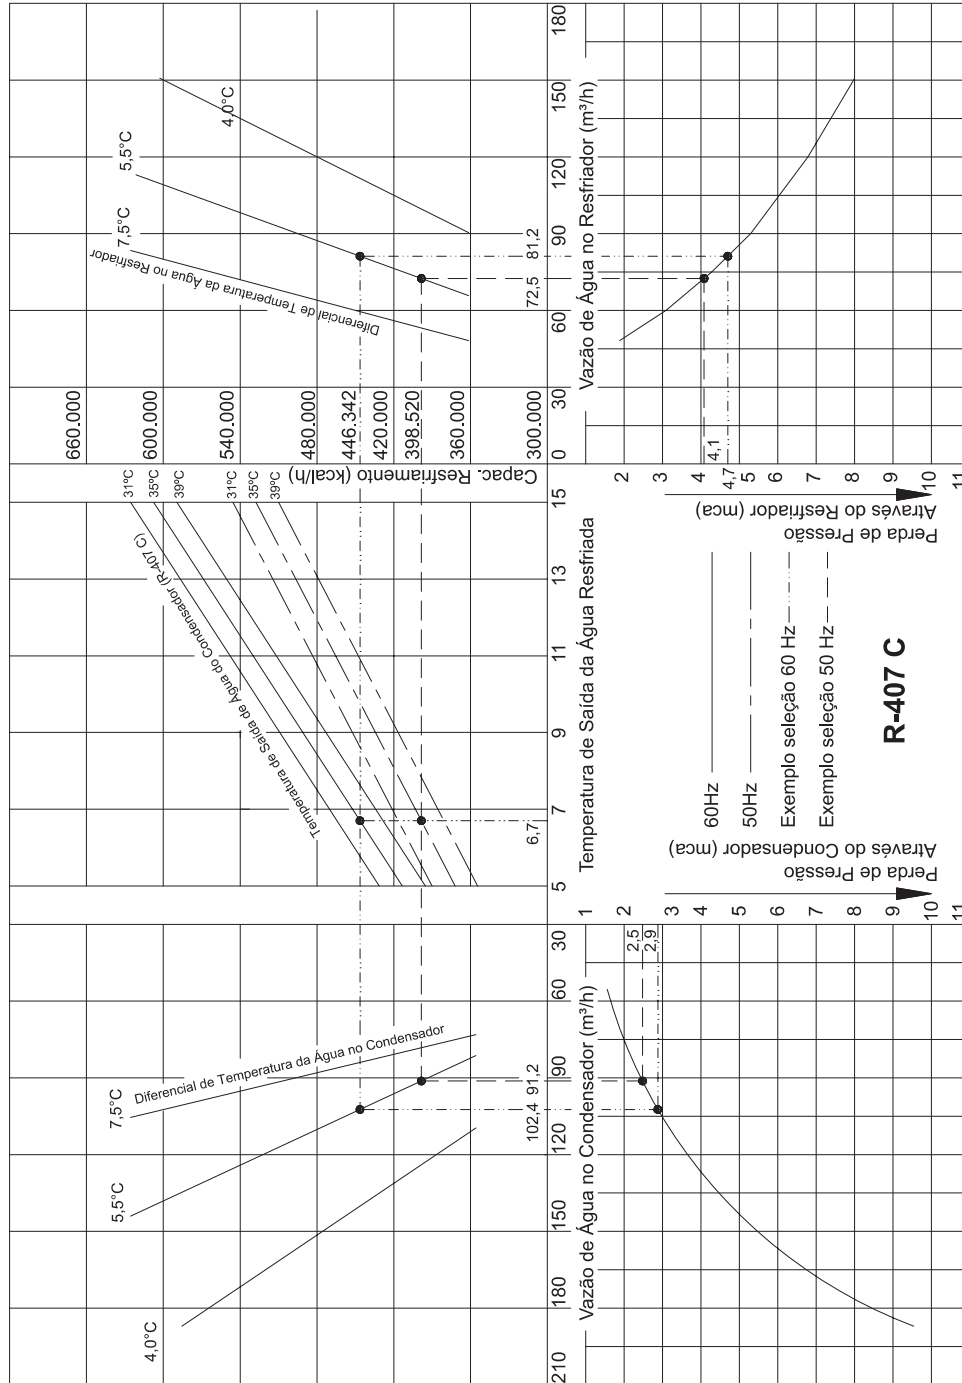 660.000
600.000
540.000
480.000
446.342
420.000
398.520
360.000
300.000
Capac. Resfriamento (kcal/h)
7,5°C
5,5°C
4,0°C
Diferencial de Temperatura da Água no Condensador
210
180
150
120
102,4
91,2
90
60
30
Vazão de Água no Condensador (m³/h)
Temperatura de Saída de Água do Condensador (R-407 C)
31°C
35°C
39°C
31°C
35°C
39°C
5
6,7
7
9
11
13
15
Temperatura de Saída da Água Resfriada
Diferencial de Temperatura da Água no Resfriador
7,5°C
5,5°C
4,0°C
0
30
60
72,5
81,2
90
120
150
180
Vazão de Água no Resfriador (m³/h)
1
2
2,5
2,9
3
4
5
6
7
8
9
10
11
Perda de Pressão
Através do Condensador (mca)
60Hz
50Hz
Exemplo seleção 60 Hz
Exemplo seleção 50 Hz
R-407 C
Perda de Pressão
Através do Resfriador (mca)
2
3
4
4,1
4,7
5
6
7
8
9
10
11